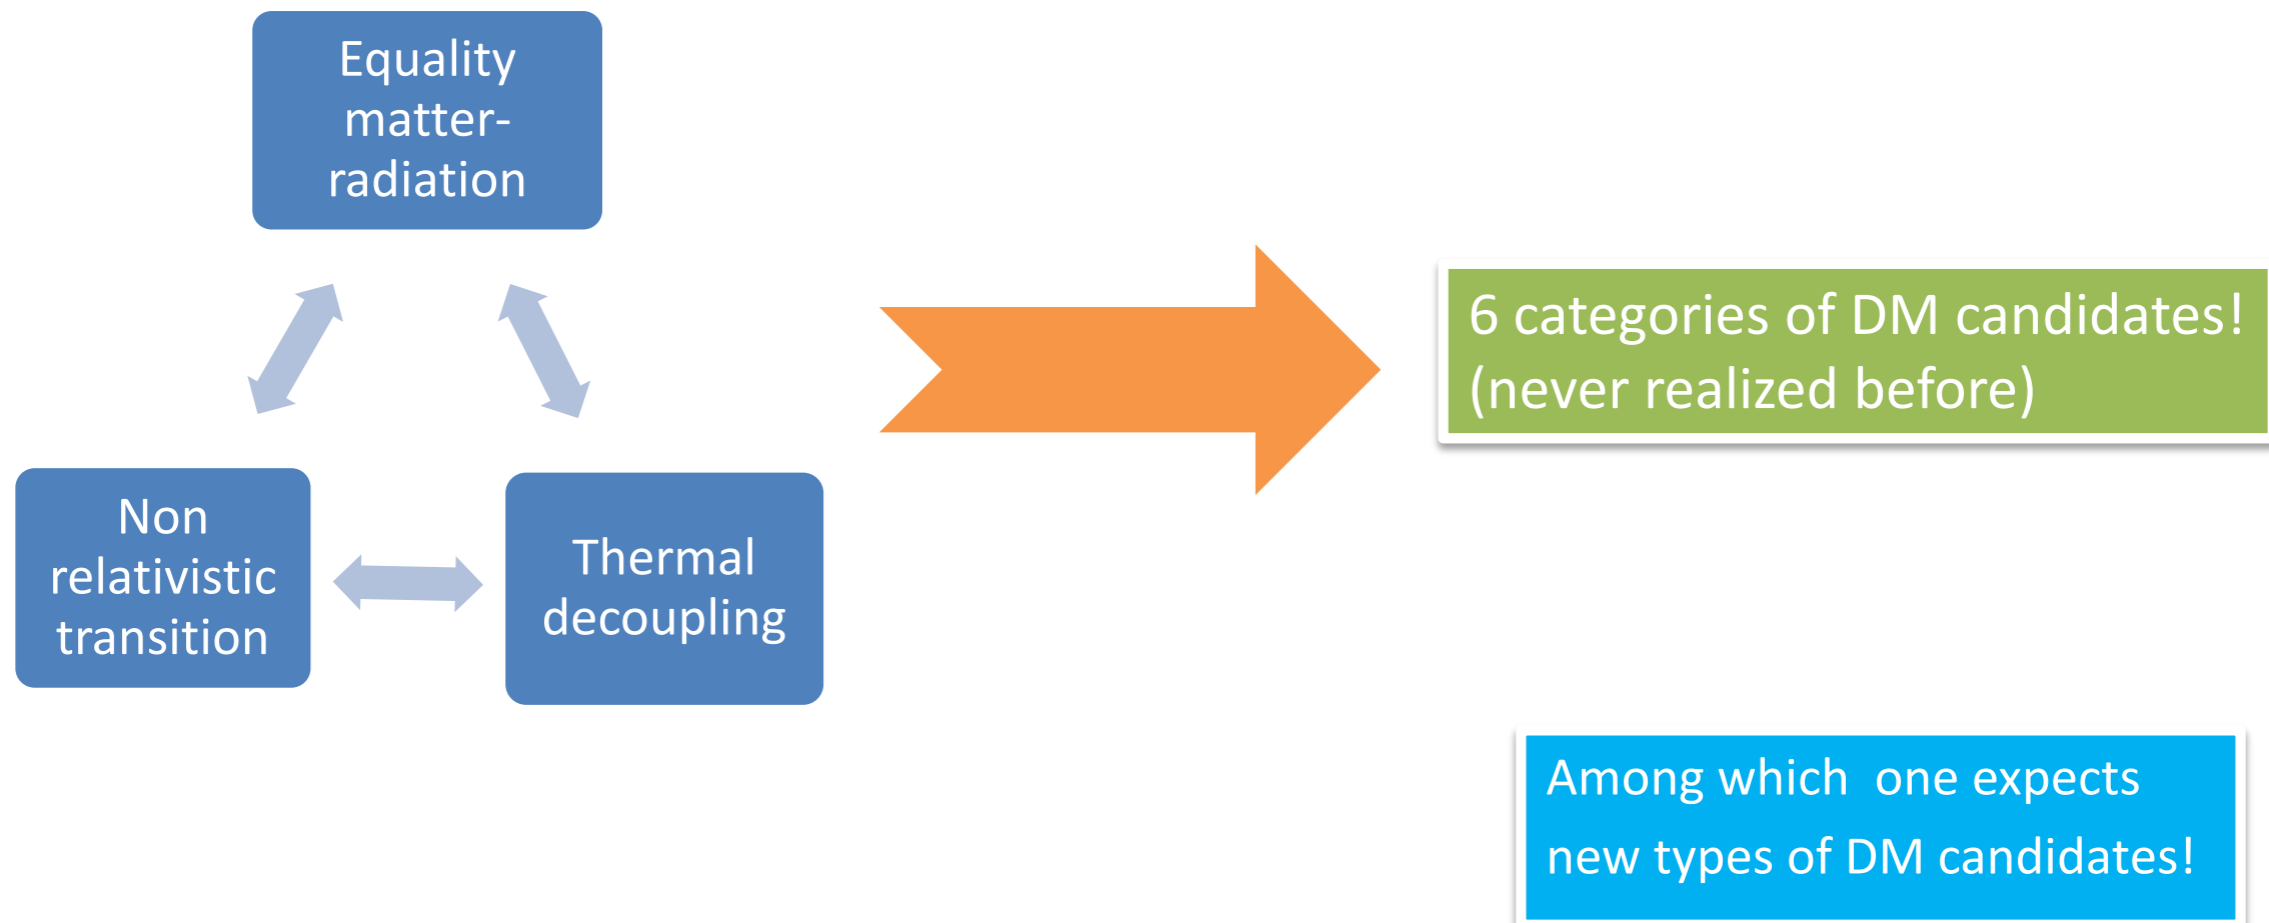 Equality
matter-
radiation
Non
relativistic
transition
Thermal
decoupling
6 categories of DM candidates!
(never realized before)
Among which one expects
new types of DM candidates!